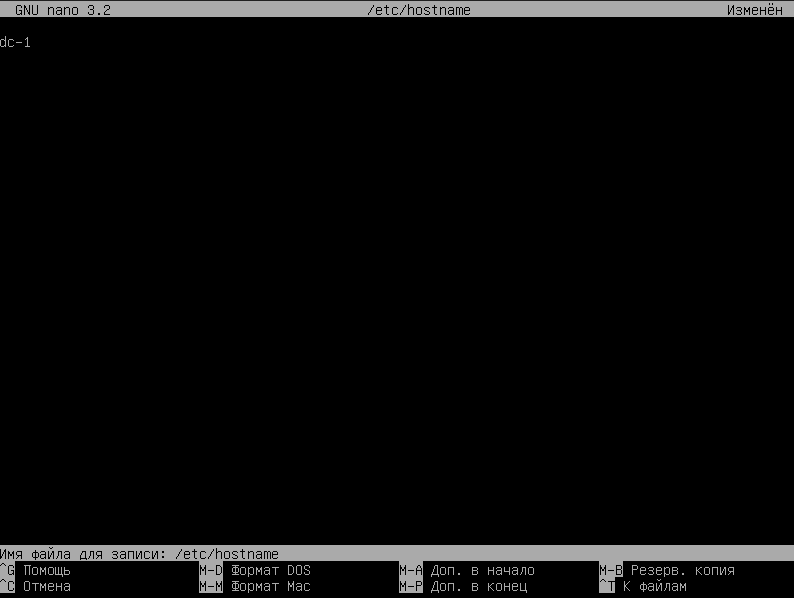 GNU nano 3.2 /etc/hostname Изменён
dc-1
Имя файла для записи: /etc/hostname
^G Помощь M-D Формат DOS M-A Доп. в начало M-B Резерв. копия
^C Отмена M-M Формат Mac M-P Доп. в конец ^T К файлам